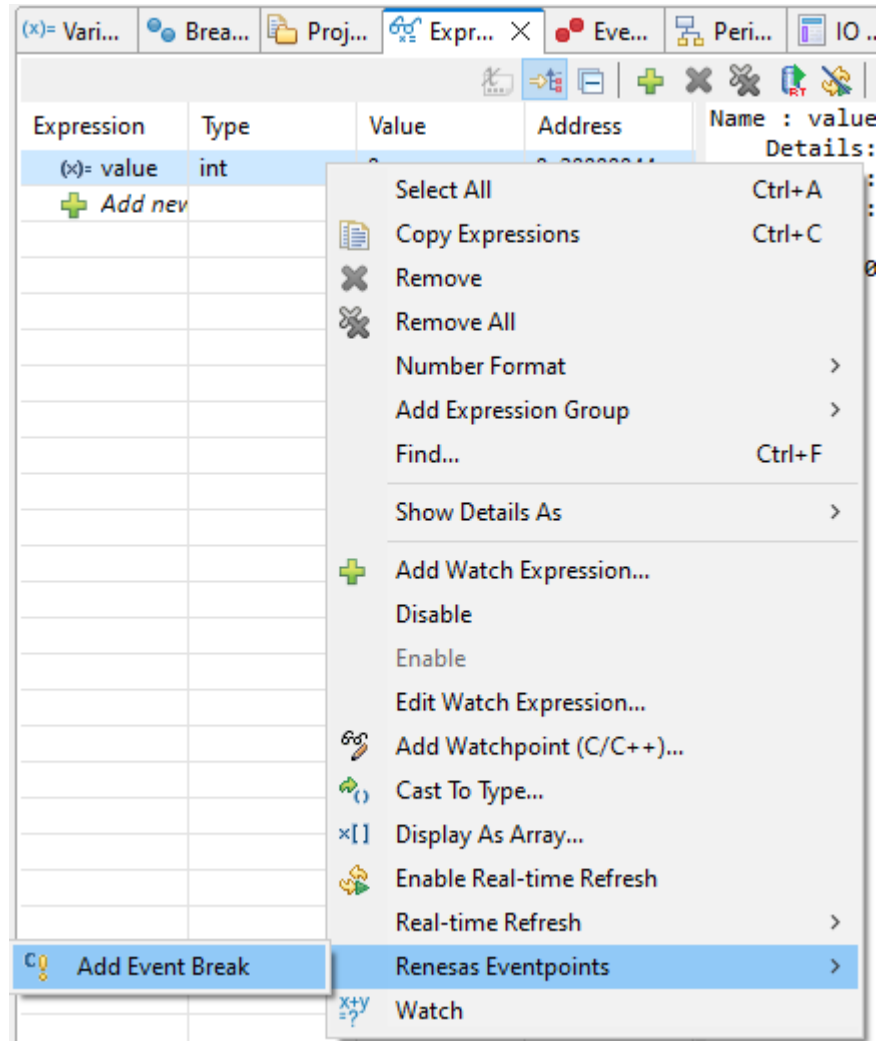 (x)= Vari... Brea... Proj... Expr... Eve... Peri... IO ..
Expression Type Value Address
Name : value
Details:
(x)= value int
Add new
Select All Ctrl+A
Copy Expressions Ctrl+C
Remove
Remove All
Number Format
Add Expression Group
Find... Ctrl+F
Show Details As
Add Watch Expression...
Disable
Enable
Edit Watch Expression...
Add Watchpoint (C/C++)...
Cast To Type...
×[] Display As Array...
Enable Real-time Refresh
Real-time Refresh
Add Event Break Renesas Eventpoints
x+y=? Watch